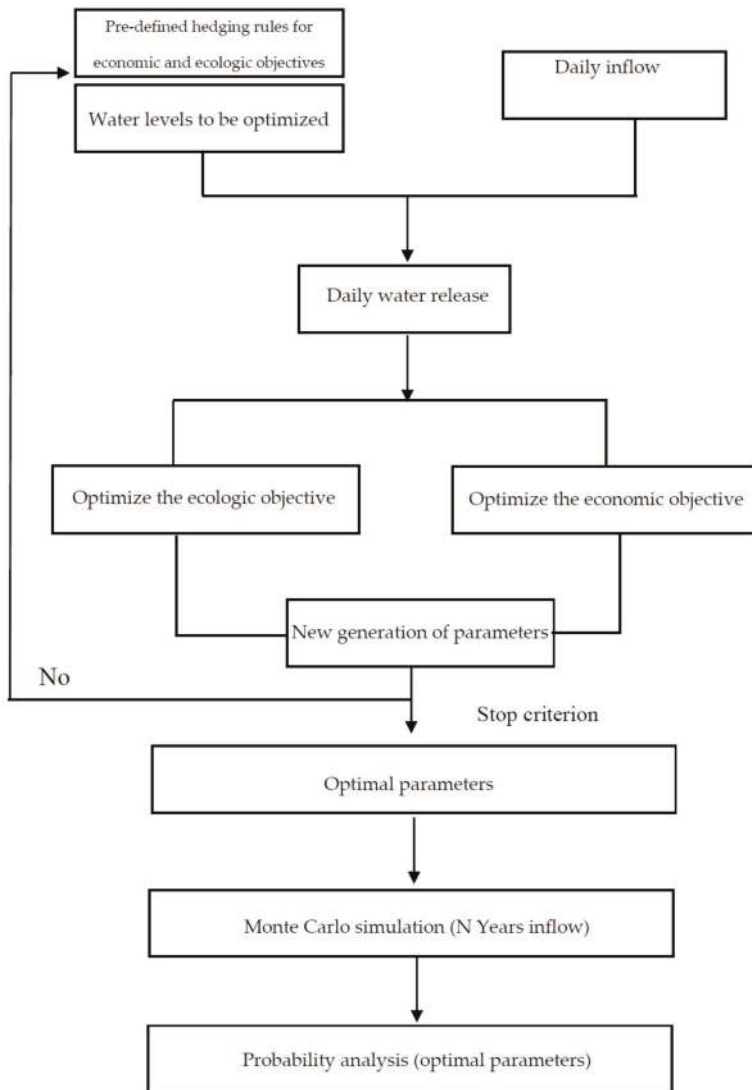 Pre-defined hedging rules for
economic and ecologic objectives
Daily inflow
Water levels to be optimized
Daily water release
Optimize the ecologic objective
Optimize the economic objective
New generation of parameters
No
Stop criterion
Optimal parameters
Monte Carlo simulation (N Years inflow)
Probability analysis (optimal parameters)